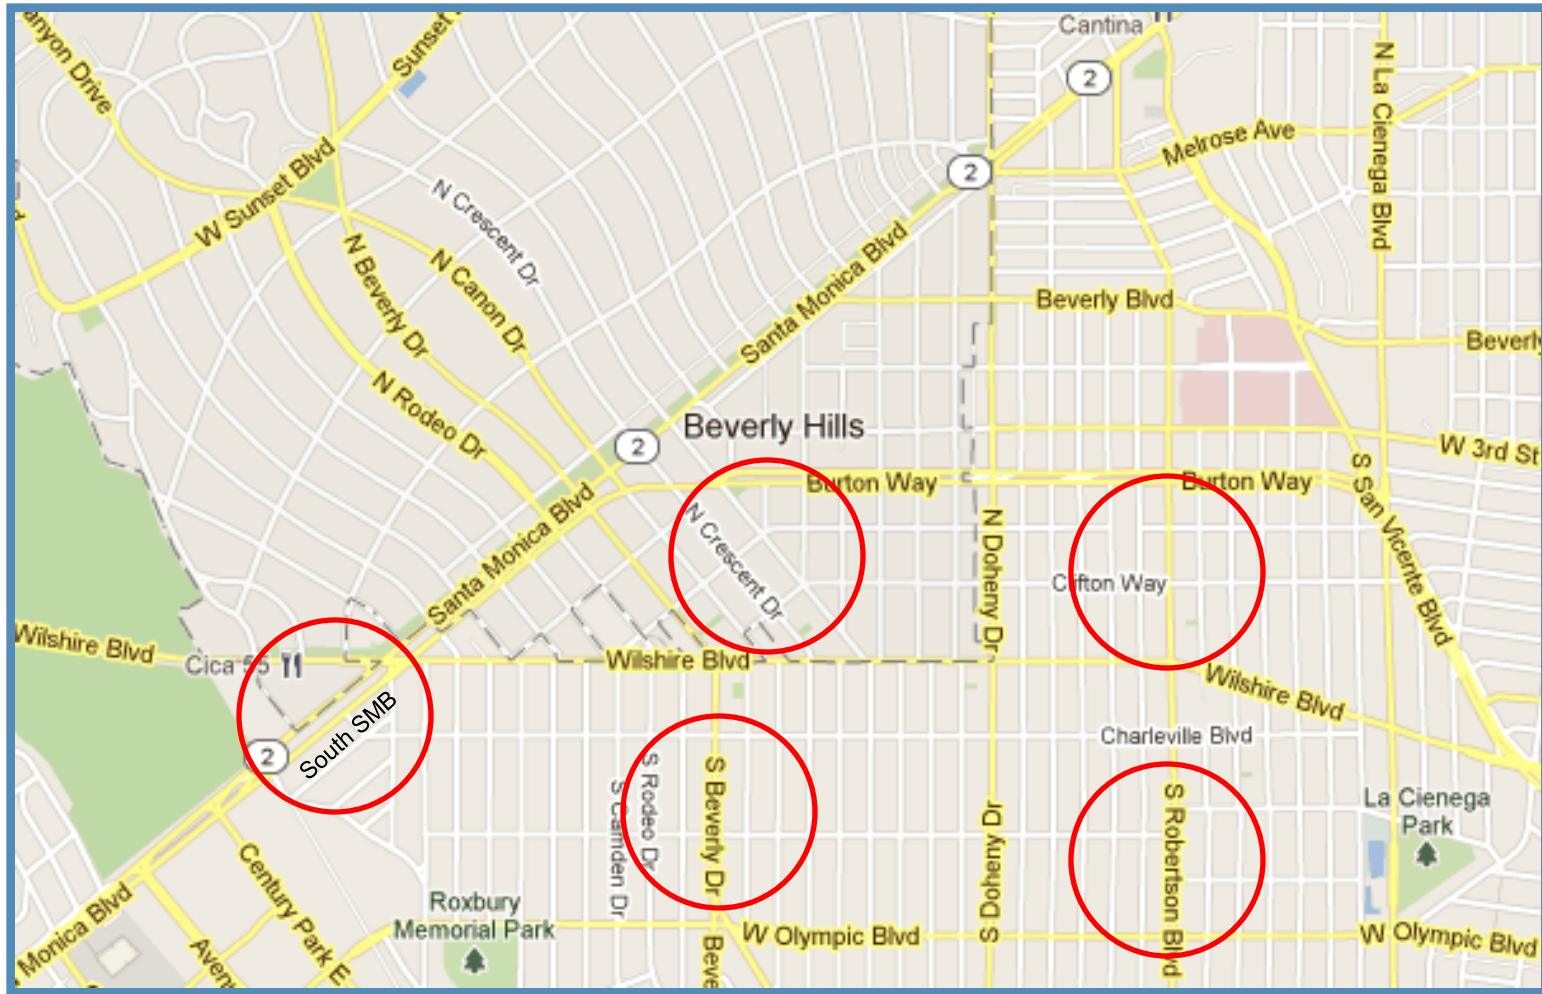 anyon Drive
Sunset
Cantina
2
N La Cienega Blvd
Melrose Ave
2
W Sunset Blvd
N Crescent Dr
N Beverly Dr
N Canon Dr
Santa Monica Blvd
Beverly Blvd
Beverly
N Rodeo Dr
Beverly Hills
2
W 3rd St
Burton Way
Burton Way
S San Vicente Blvd
Santa Monica Blvd
N Crescent Dr
N Doheny Dr
Clifton Way
Wilshire Blvd
Cica 55
Wilshire Blvd
Wilshire Blvd
South SMB
2
Charleville Blvd
S Rodeo Dr
S Camden Dr
S Beverly Dr
S Doheny Dr
S Robertson Blvd
La Cienega
Park
Century Park E
Monica Blvd
Roxbury
Memorial Park
W Olympic Blvd
W Olympic Blvd
Aven
Beve